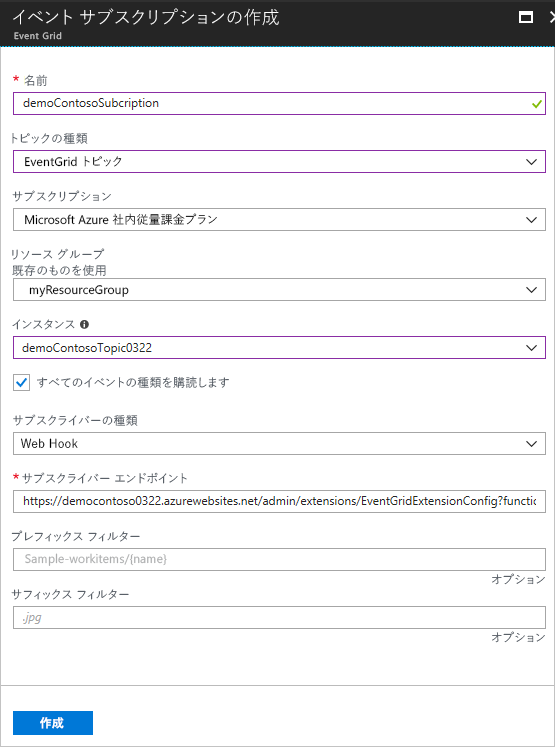 イベント サブスクリプションの作成
Event Grid
* 名前
demoContosoSubcription
トピックの種類
EventGrid トピック
サブスクリプション
Microsoft Azure 社内従量課金プラン
リソース グループ
既存のものを使用
myResourceGroup
インスタンス
demoContosoTopic0322
すべてのイベントの種類を購読します
サブスクライバーの種類
Web Hook
* サブスクライバー エンドポイント
https://democontoso0322.azurewebsites.net/admin/extensions/EventGridExtensionConfig?functio
プレフィックス フィルター
Sample-workitems/{name}
オプション
サフィックス フィルター
.jpg
オプション
作成